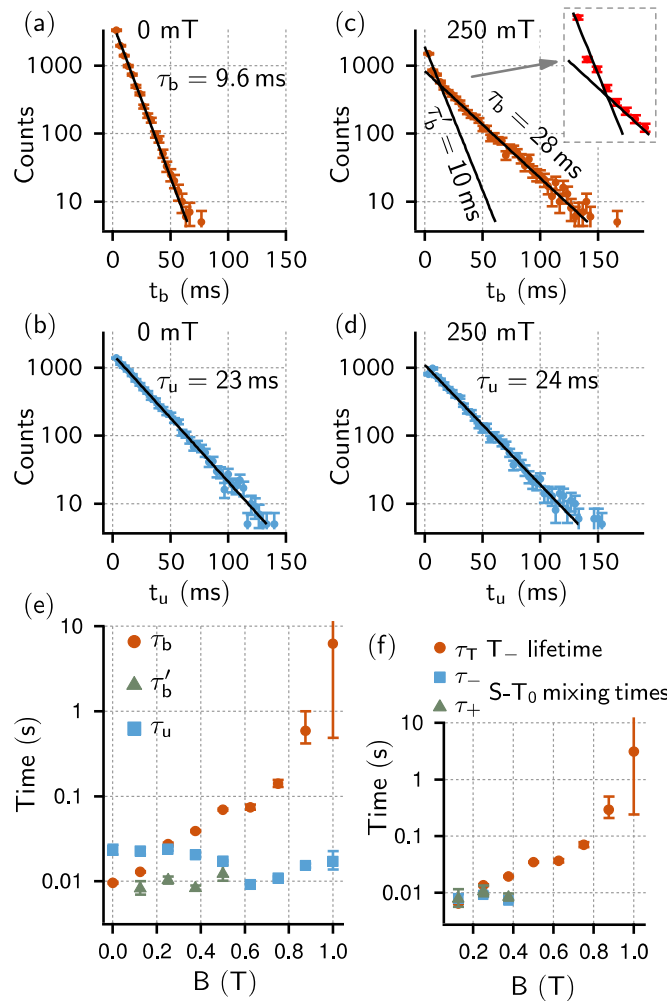 (a)
0 mT
τb = 9.6 ms
Counts
1000
100
10
0
50
100
150
tb (ms)
(c)
250 mT
τb = 28 ms
τb′ = 10 ms
Counts
1000
100
10
0
50
100
150
tb (ms)
(b)
0 mT
τu = 23 ms
Counts
1000
100
10
0
50
100
150
tu (ms)
(d)
250 mT
τu = 24 ms
Counts
1000
100
10
0
50
100
150
tu (ms)
(e)
τb
τb′
τu
Time (s)
10
1
0.1
0.01
0.0
0.2
0.4
0.6
0.8
1.0
B (T)
(f)
τT T− lifetime
τ−
τ+
S-T0 mixing times
Time (s)
10
1
0.1
0.01
0.2
0.4
0.6
0.8
1.0
B (T)